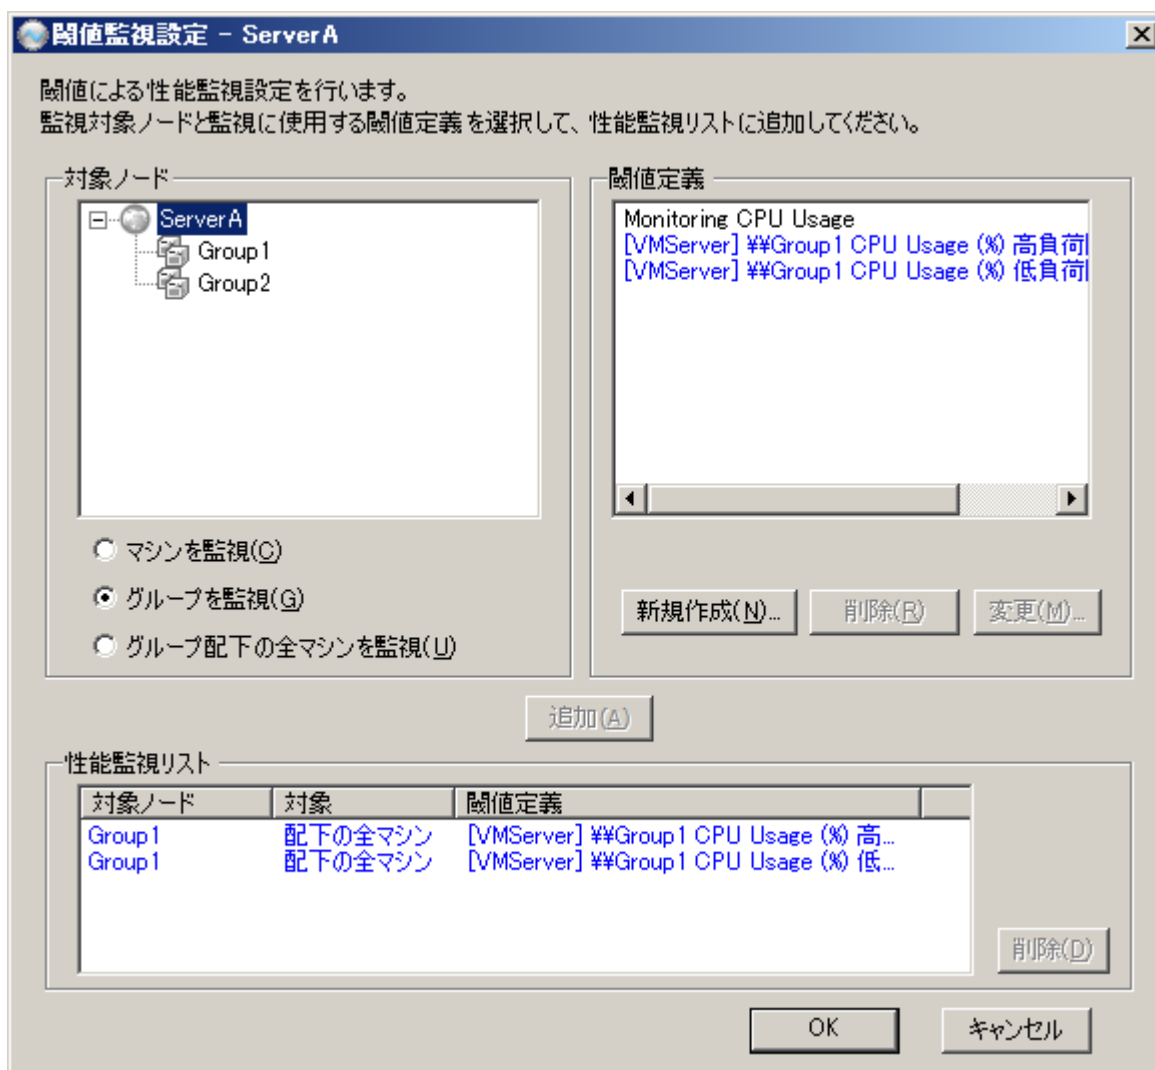 閾値監視設定 - ServerA
閾値による性能監視設定を行います。
監視対象ノードと監視に使用する閾値定義を選択して、性能監視リストに追加してください。
対象ノード
ServerA
Group1
Group2
マシンを監視(C)
グループを監視(G)
グループ配下の全マシンを監視(U)
閾値定義
Monitoring CPU Usage
[VMServer] ¥¥Group1 CPU Usage (%) 高負荷
[VMServer] ¥¥Group1 CPU Usage (%) 低負荷
新規作成(N)... 削除(R) 変更(M)...
追加(A)
性能監視リスト
対象ノード 対象 閾値定義
Group1 配下の全マシン [VMServer] ¥¥Group1 CPU Usage (%) 高...
Group1 配下の全マシン [VMServer] ¥¥Group1 CPU Usage (%) 低...
削除(D)
OK キャンセル